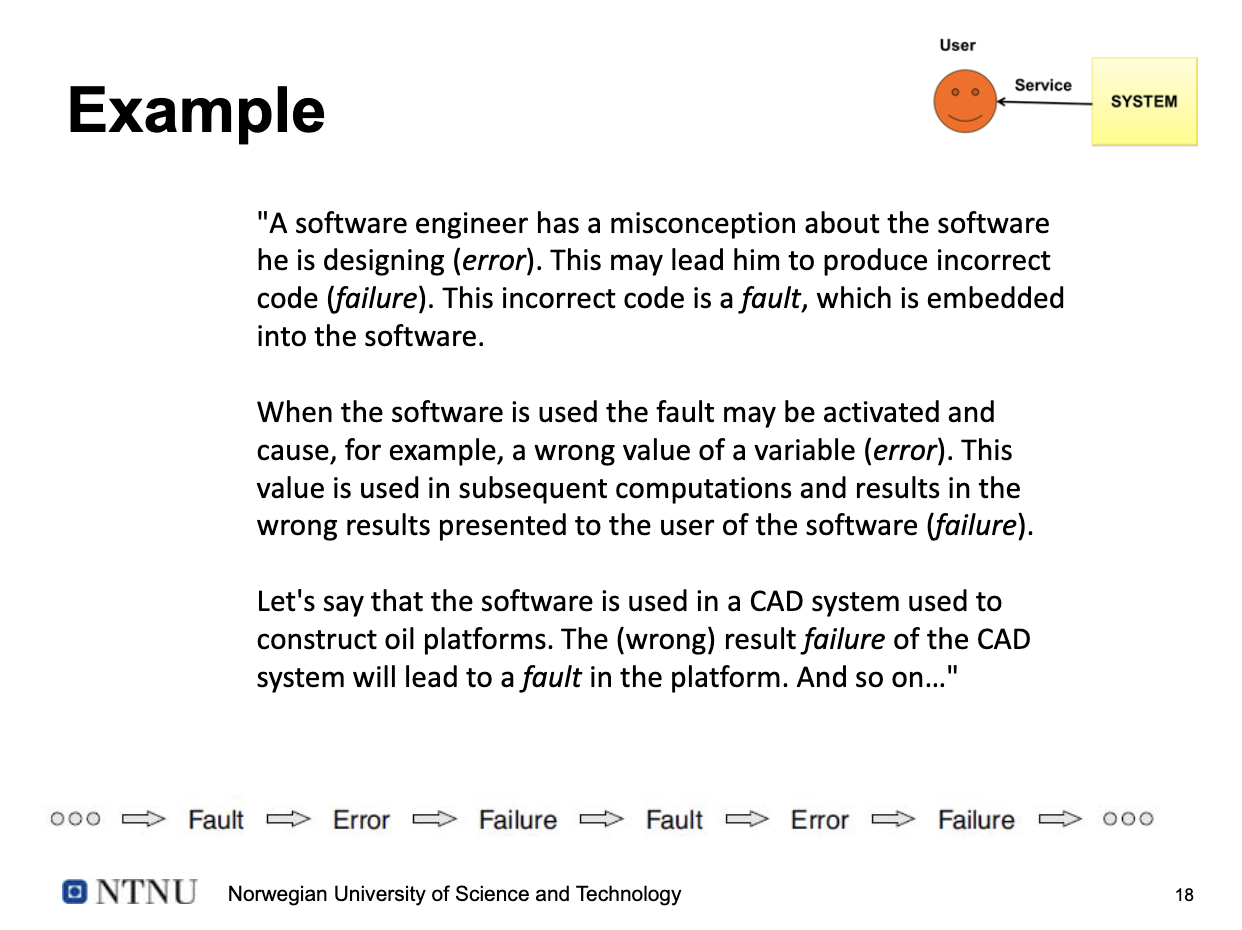 User
Example
Service
SYSTEM
"A software engineer has a misconception about the software
he is designing (error). This may lead him to produce incorrect
code (failure). This incorrect code is a fault, which is embedded
into the software.
When the software is used the fault may be activated and
cause, for example, a wrong value of a variable (error). This
value is used in subsequent computations and results in the
wrong results presented to the user of the software (failure).
Let's say that the software is used in a CAD system used to
construct oil platforms. The (wrong) result failure of the CAD
system will lead to a fault in the platform. And so on…"
Fault Error Failure Fault Error Failure
NTNU Norwegian University of Science and Technology 18